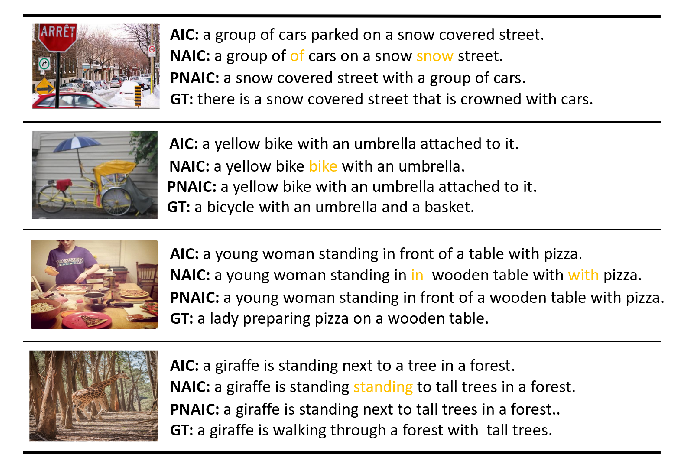 ARRÊT
AIC: a group of cars parked on a snow covered street.
NAIC: a group of of cars on a snow snow street.
PNAIC: a snow covered street with a group of cars.
GT: there is a snow covered street that is crowned with cars.
AIC: a yellow bike with an umbrella attached to it.
NAIC: a yellow bike bike with an umbrella.
PNAIC: a yellow bike with an umbrella attached to it.
GT: a bicycle with an umbrella and a basket.
AIC: a young woman standing in front of a table with pizza.
NAIC: a young woman standing in in wooden table with with pizza.
PNAIC: a young woman standing in front of a wooden table with pizza.
GT: a lady preparing pizza on a wooden table.
AIC: a giraffe is standing next to a tree in a forest.
NAIC: a giraffe is standing standing to tall trees in a forest.
PNAIC: a giraffe is standing next to tall trees in a forest..
GT: a giraffe is walking through a forest with tall trees.